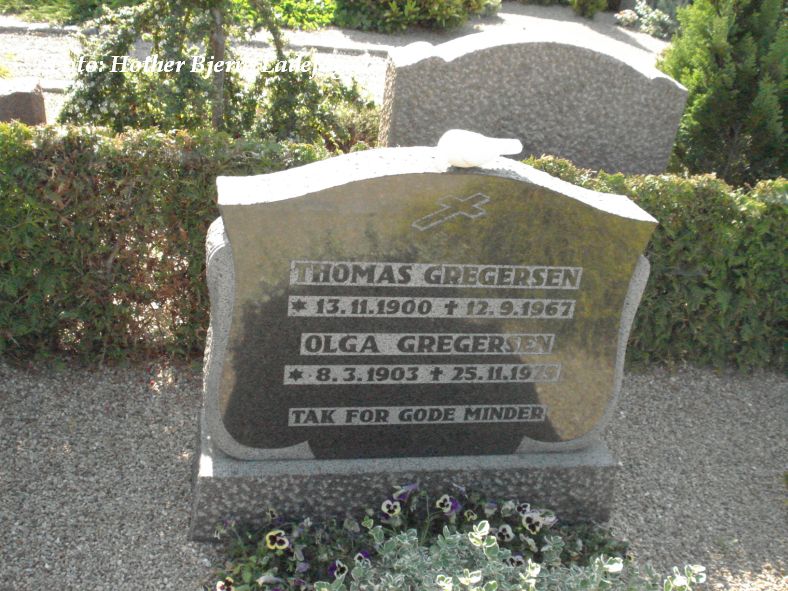 Hother Bjerre
THOMAS GREGERSEN
* 13.11.1900 ✝ 12.9.1967
OLGA GREGERSEN
* 8.3.1903 ✝
TAK FOR GODE MINDER